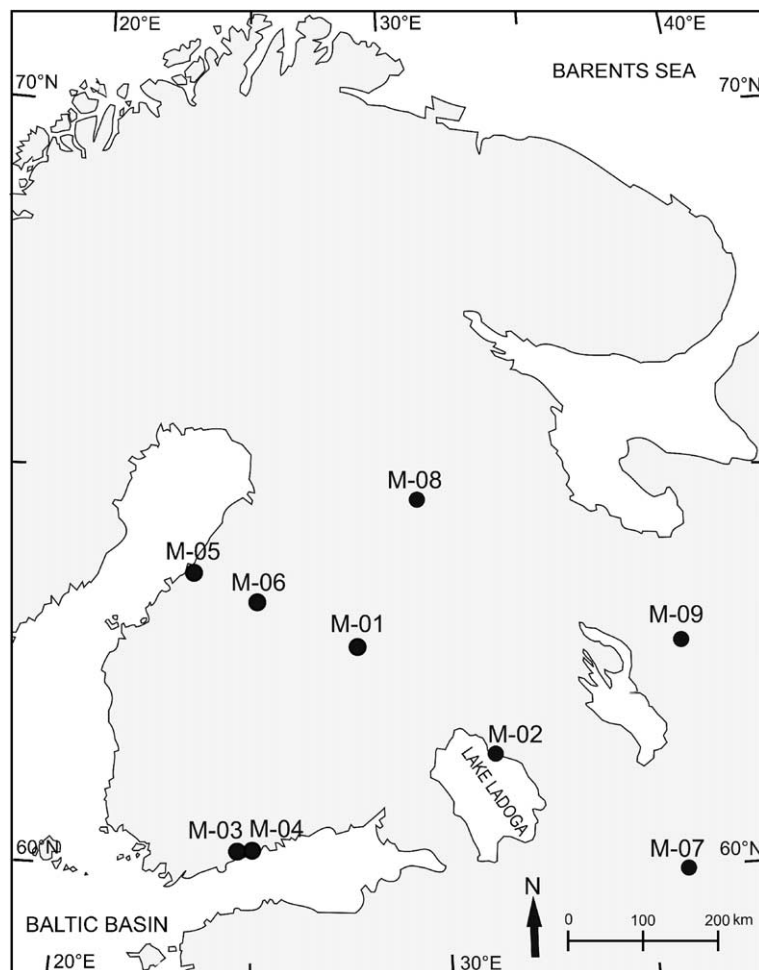 20°E
30°E
40°E
70°N
BARENTS SEA
70°N
M-08
M-05
M-06
M-01
M-09
M-02
LAKE LADOGA
M-03
M-04
60°N
M-07
60°N
N
BALTIC BASIN
0
100
200 km
20°E
30°E